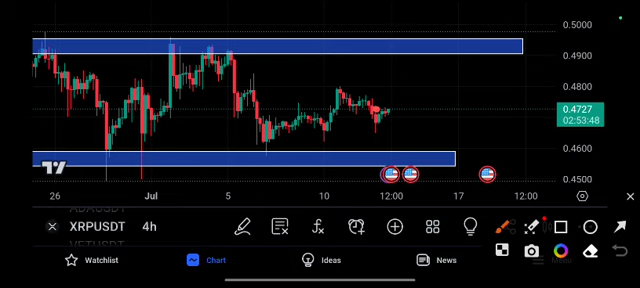 0.5000
0.4900
0.4800
0.4727
02:53:48
0.4600
0.4500
26 Jul 5 10 12:00 17 12:00
XRPUSDT 4h
Watchlist Chart Ideas News